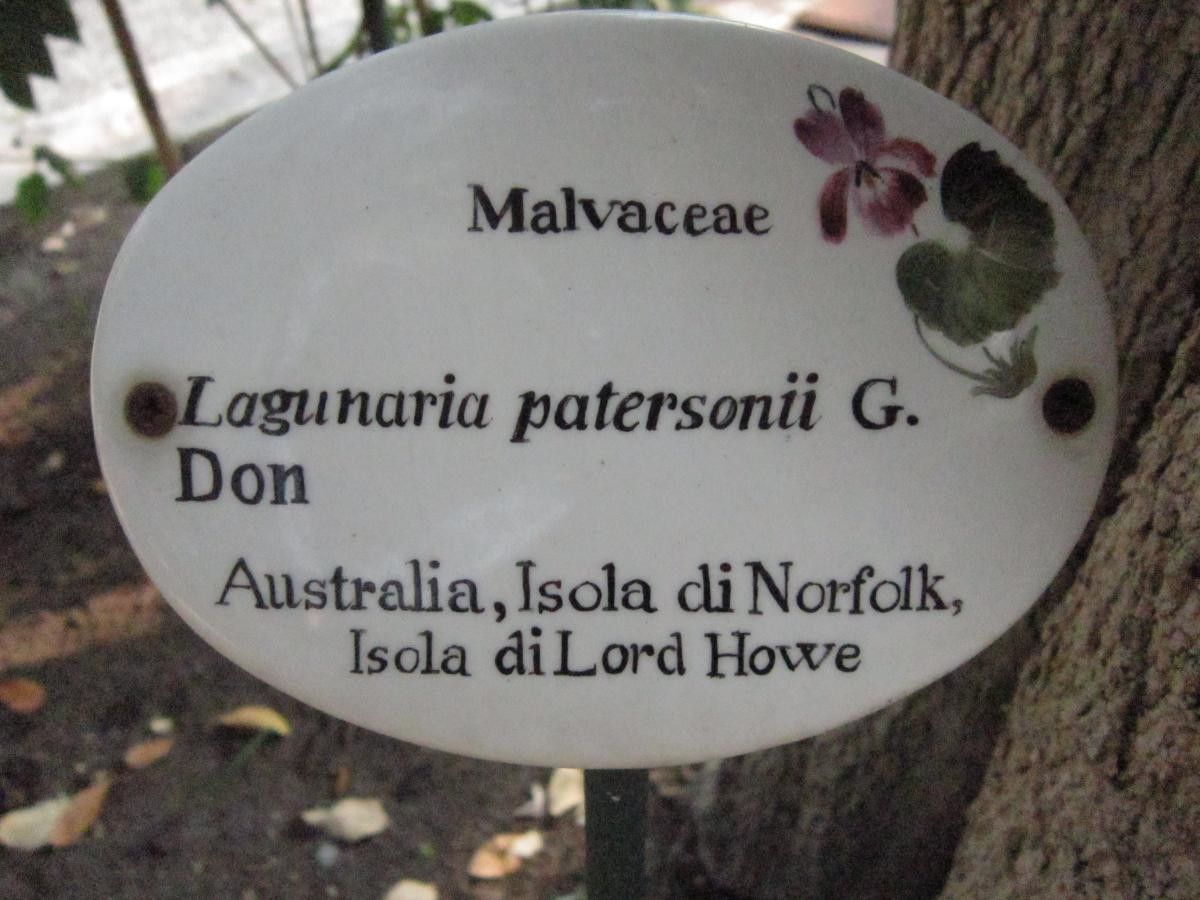 Malvaceae
Lagunaria patersonii G.
Don
Australia, Isola di Norfolk,
Isola di Lord Howe